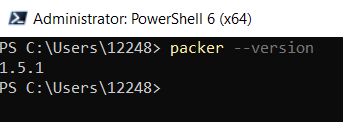 Administrator: PowerShell 6 (x64)
PS C:\Users\12248> packer --version
1.5.1
PS C:\Users\12248>